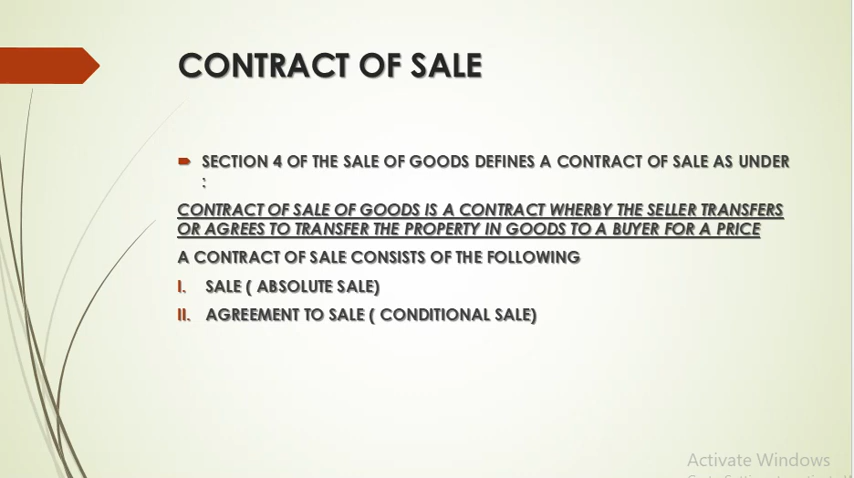 CONTRACT OF SALE
SECTION 4 OF THE SALE OF GOODS DEFINES A CONTRACT OF SALE AS UNDER
:
CONTRACT OF SALE OF GOODS IS A CONTRACT WHERBY THE SELLER TRANSFERS
OR AGREES TO TRANSFER THE PROPERTY IN GOODS TO A BUYER FOR A PRICE
A CONTRACT OF SALE CONSISTS OF THE FOLLOWING
I. SALE ( ABSOLUTE SALE)
II. AGREEMENT TO SALE ( CONDITIONAL SALE)
Activate Windows